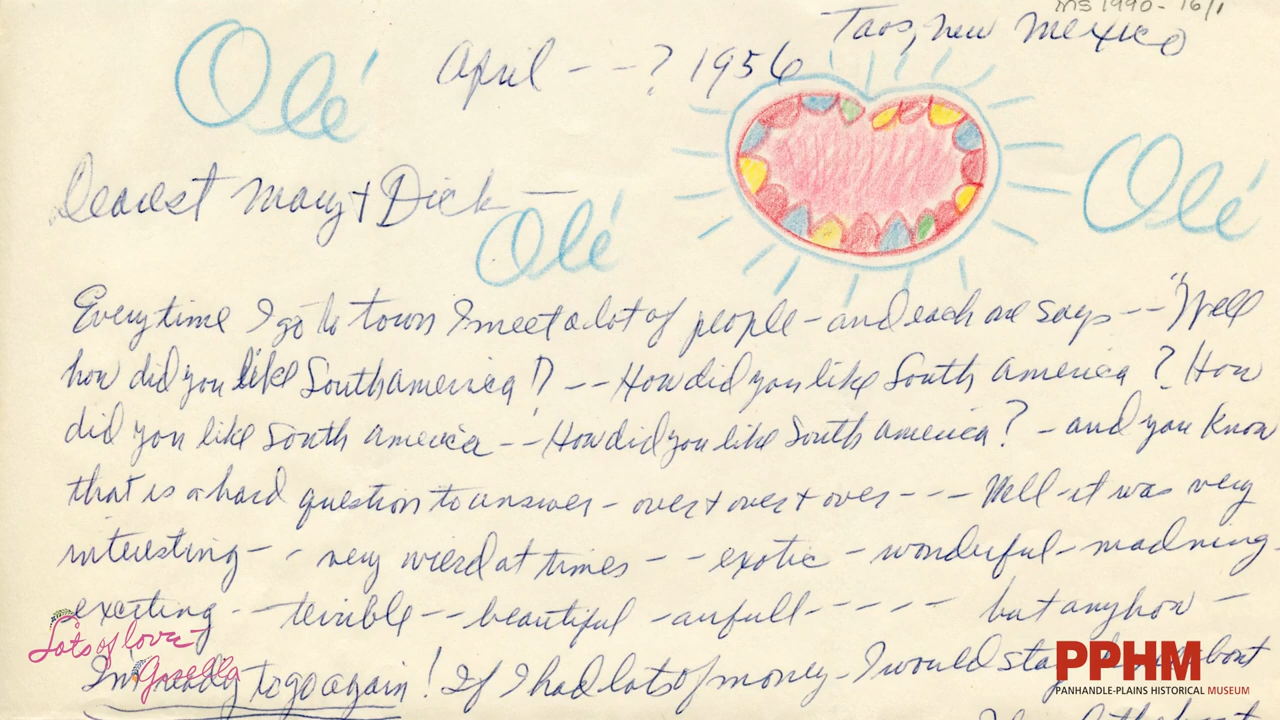 MS 1990-16/1
Taos, New Mexico
Olé
April - - ? 1956
Dearest Mary + Dick —
Olé
Olé
Everytime I go to town I meet a lot of people - and each one says -- "Well
how did you like South america!? -- How did you like South america? How
did you like South america -- How did you like South america? - and you know
that is a hard question to answer - over + over + over --- Well - it was very
interesting - - very wierd at times - - exotic - wonderful - madning -
exciting - - terrible -- beautiful - awfull ----- but anyhow -
I'm ready to go again! If I had lots of money - I would stay about
Lots of love -
Gisella
PPHM
PANHANDLE-PLAINS HISTORICAL MUSEUM